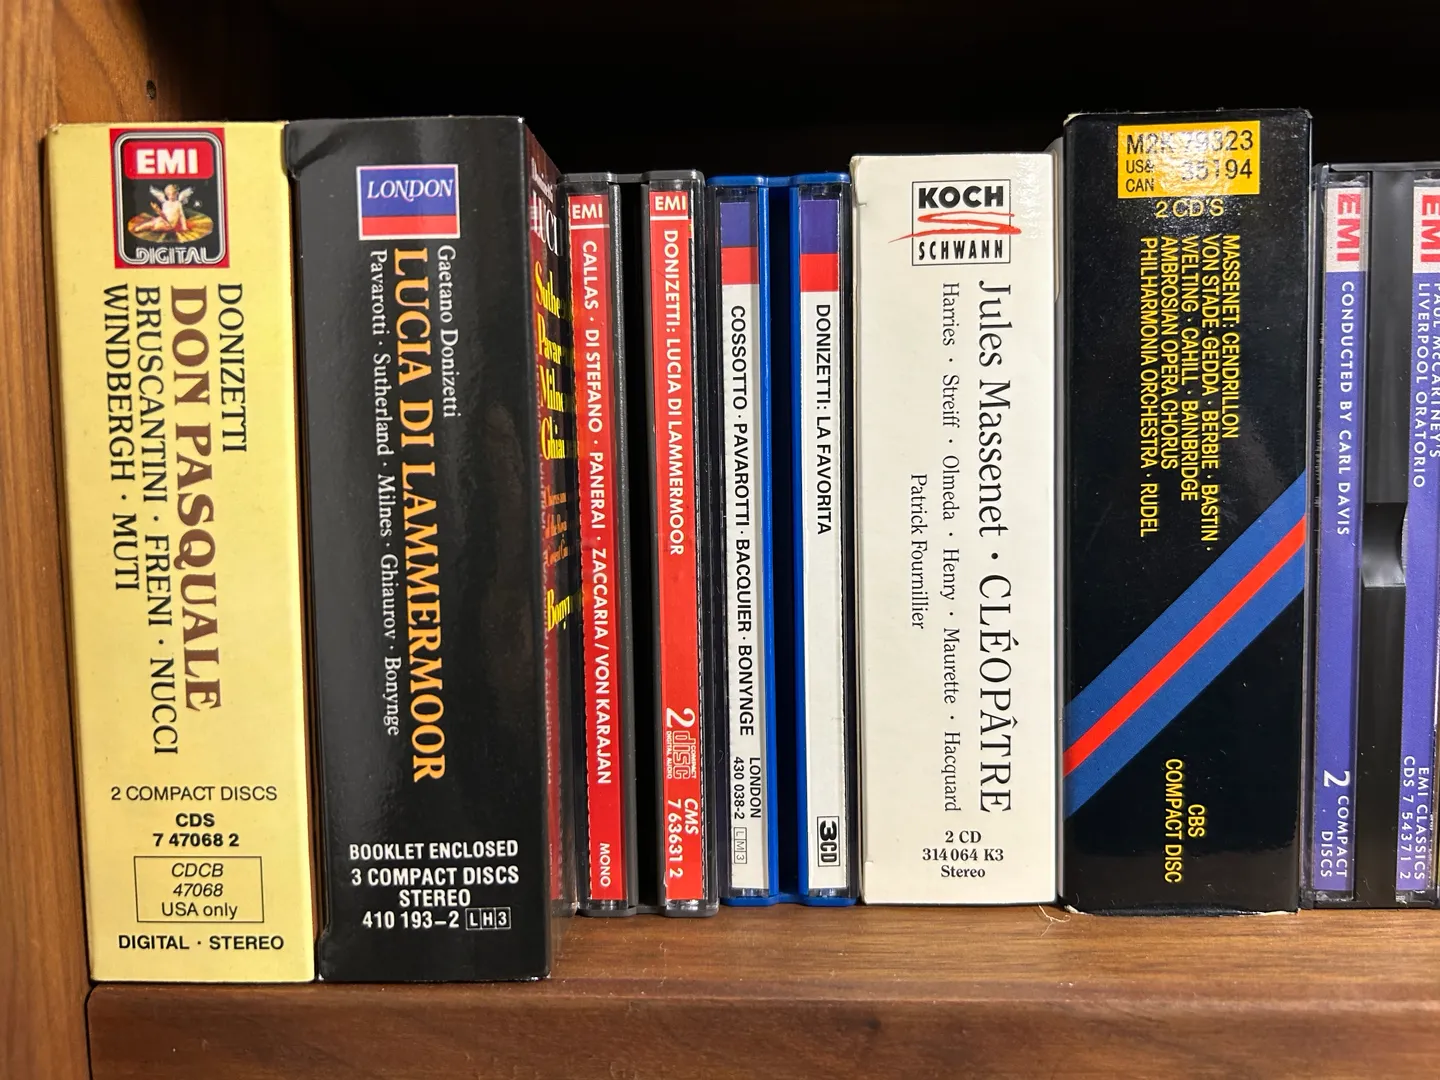 EMI
DIGITAL
DONIZETTI
DON PASQUALE
BRUSCANTINI · FRENI · NUCCI
WINDBERGH · MUTI
2 COMPACT DISCS
CDS
7 47068 2
CDCB
47068
USA only
DIGITAL · STEREO
LONDON
Gaetano Donizetti
LUCIA DI LAMMERMOOR
Pavarotti · Sutherland · Milnes · Ghiaurov · Bonynge
BOOKLET ENCLOSED
3 COMPACT DISCS
STEREO
410 193-2 LH3
EMI
CALLAS · DI STEFANO · PANERAI · ZACCARIA / VON KARAJAN
MONO
EMI
DONIZETTI: LUCIA DI LAMMERMOOR
2 COMPACT disc DIGITAL AUDIO
CMS
7 63631 2
COSSOTTO · PAVAROTTI · BACQUIER · BONYNGE
LONDON
430 038-2 LM3
DONIZETTI: LA FAVORITA
3CD
KOCH
SCHWANN
Jules Massenet · CLÉOPÂTRE
Harries · Streiff · Olmeda · Henry · Maurette · Hacquard
Patrick Fournillier
2 CD
314 064 K3
Stereo
USA
CAN
2 CD'S
MASSENET: CENDRILLON
VON STADE · GEDDA · BERBIE · BASTIN ·
WELTING · CAHILL · BAINBRIDGE
AMBROSIAN OPERA CHORUS
PHILHARMONIA ORCHESTRA · RUDEL
CBS
COMPACT DISC
EMI
CONDUCTED BY CARL DAVIS
2 COMPACT
DISCS
EMI
PAUL McCARTNEY'S
LIVERPOOL ORATORIO
EMI CLASSICS
CDS 7 54371 2